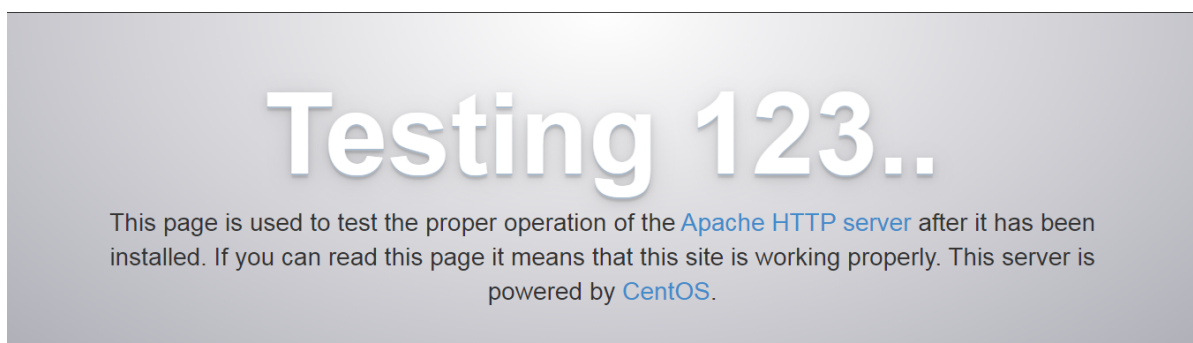 Testing 123..
This page is used to test the proper operation of the Apache HTTP server after it has been
installed. If you can read this page it means that this site is working properly. This server is
powered by CentOS.